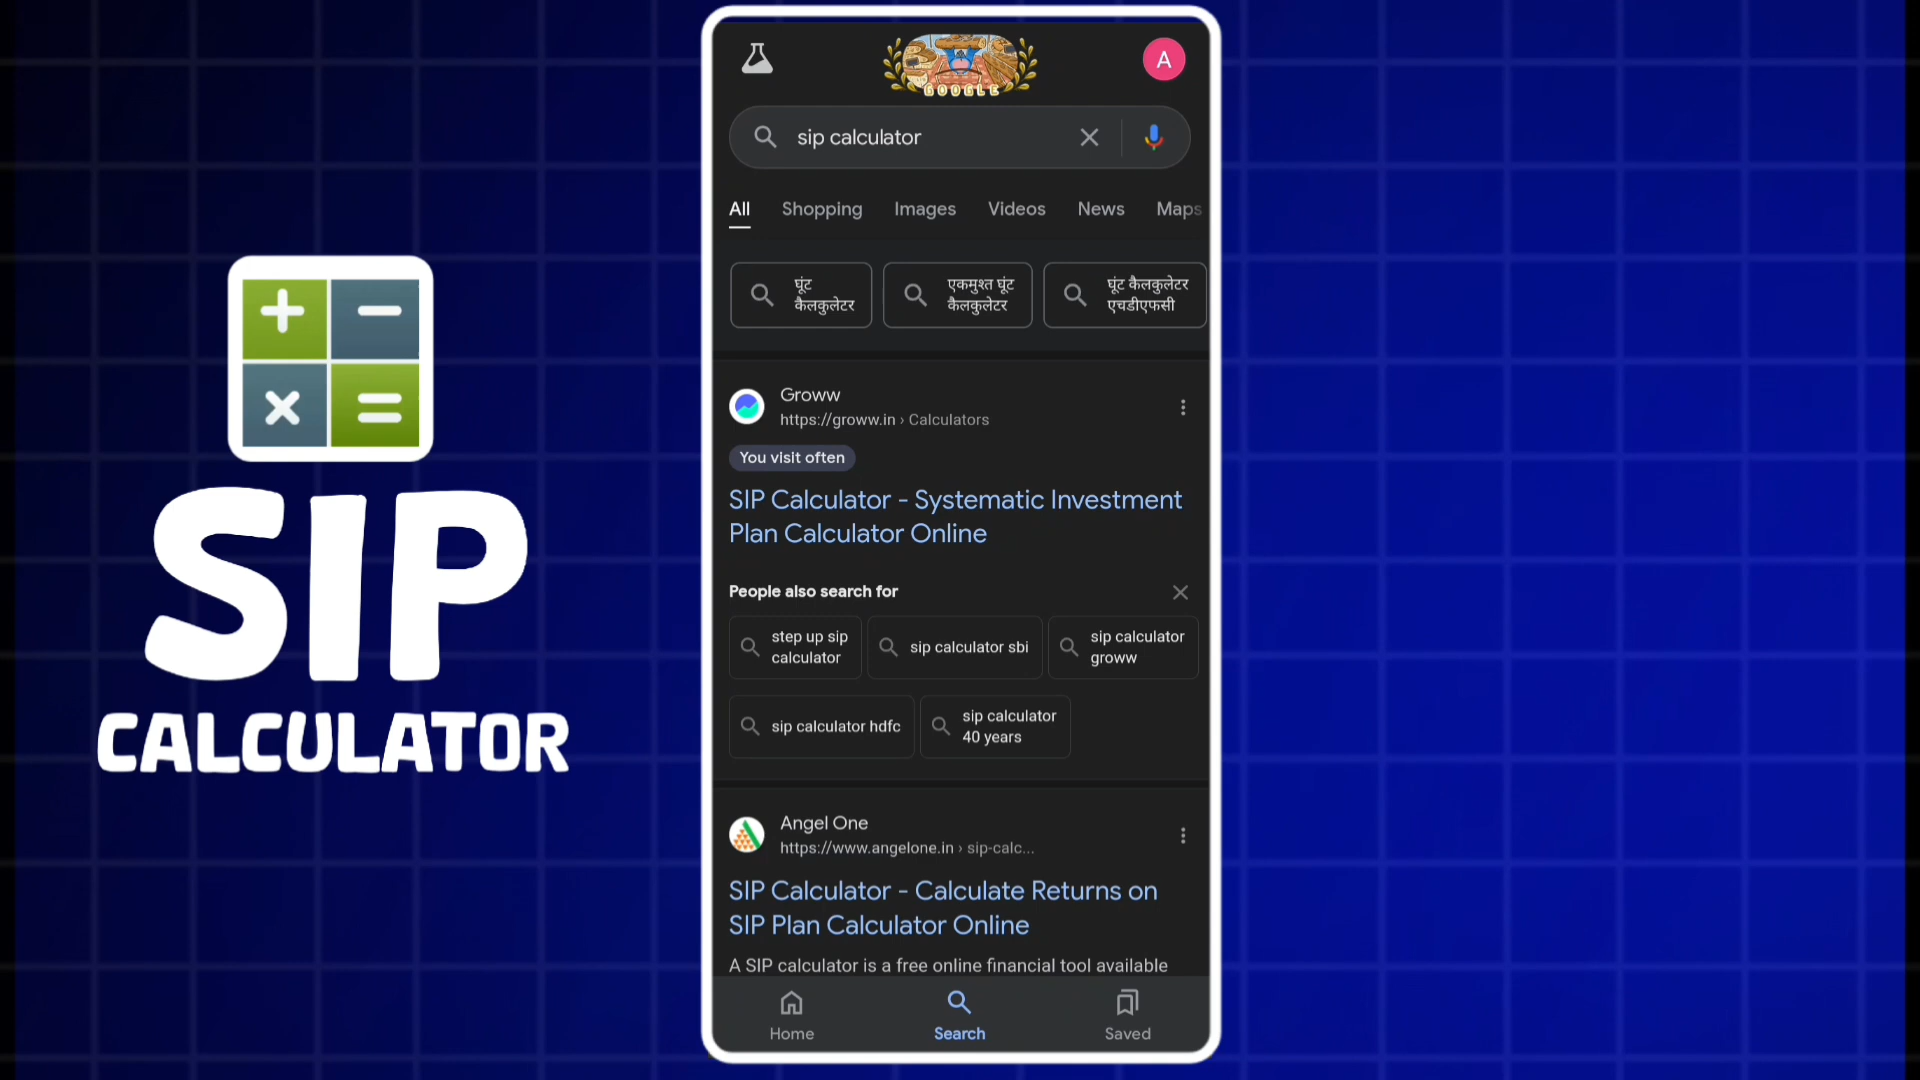 SIP
CALCULATOR
GOOGLE
A
sip calculator
All Shopping Images Videos News Maps
घूंट
कैलकुलेटर
एकमुश्त घूंट
कैलकुलेटर
घूंट कैलकुलेटर
एचडीएफसी
Groww
https://groww.in › Calculators
You visit often
SIP Calculator - Systematic Investment
Plan Calculator Online
People also search for
step up sip
calculator
sip calculator sbi
sip calculator
groww
sip calculator hdfc
sip calculator
40 years
Angel One
https://www.angelone.in › sip-calc...
SIP Calculator - Calculate Returns on
SIP Plan Calculator Online
A SIP calculator is a free online financial tool available
Home Search Saved